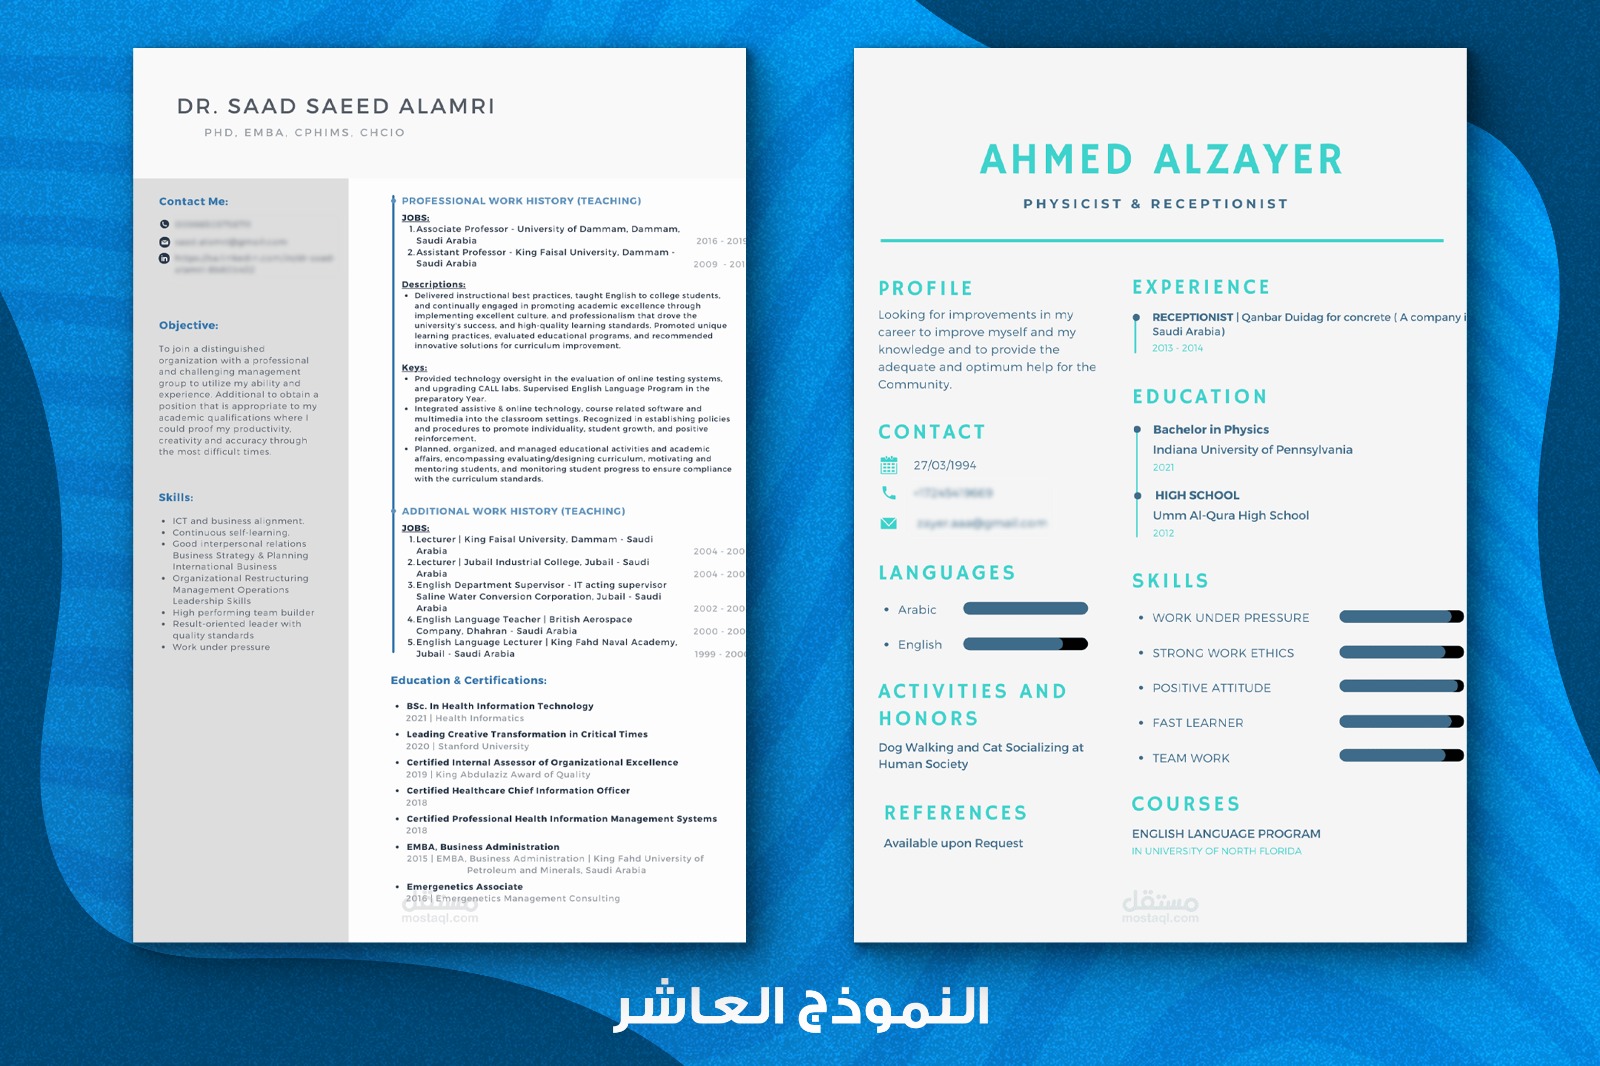 DR. SAAD SAEED ALAMRI
PHD, EMBA, CPHIMS, CHCIO
Contact Me:
Objective:
To join a distinguished
organization with a professional
and challenging management
group to utilize my ability and
experience. Additional to obtain a
position that is appropriate to my
academic qualifications where I
could proof my productivity,
creativity and accuracy through
the most difficult times.
Skills:
• ICT and business alignment.
• Continuous self-learning.
• Good interpersonal relations
Business Strategy & Planning
International Business
• Organizational Restructuring
Management Operations
Leadership Skills
• High performing team builder
• Result-oriented leader with
quality standards
• Work under pressure
PROFESSIONAL WORK HISTORY (TEACHING)
JOBS:
1. Associate Professor - University of Dammam, Dammam,
Saudi Arabia 2016 - 2019
2. Assistant Professor - King Faisal University, Dammam -
Saudi Arabia 2009 - 201
Descriptions:
• Delivered instructional best practices, taught English to college students,
and continually engaged in promoting academic excellence through
implementing excellent culture, and professionalism that drove the
university's success, and high-quality learning standards. Promoted unique
learning practices, evaluated educational programs, and recommended
innovative solutions for curriculum improvement.
Keys:
• Provided technology oversight in the evaluation of online testing systems,
and upgrading CALL labs. Supervised English Language Program in the
preparatory Year.
• Integrated assistive & online technology, course related software and
multimedia into the classroom settings. Recognized in establishing policies
and procedures to promote individuality, student growth, and positive
reinforcement.
• Planned, organized, and managed educational activities and academic
affairs, encompassing evaluating/designing curriculum, motivating and
mentoring students, and monitoring student progress to ensure compliance
with the curriculum standards.
ADDITIONAL WORK HISTORY (TEACHING)
JOBS:
1. Lecturer | King Faisal University, Dammam - Saudi
Arabia 2004 - 200
2. Lecturer | Jubail Industrial College, Jubail - Saudi
Arabia 2004 - 200
3. English Department Supervisor - IT acting supervisor
Saline Water Conversion Corporation, Jubail - Saudi
Arabia 2002 - 200
4. English Language Teacher | British Aerospace
Company, Dhahran - Saudi Arabia 2000 - 200
5. English Language Lecturer | King Fahd Naval Academy,
Jubail - Saudi Arabia 1999 - 200
Education & Certifications:
• BSc. In Health Information Technology
2021 | Health Informatics
• Leading Creative Transformation in Critical Times
2020 | Stanford University
• Certified Internal Assessor of Organizational Excellence
2019 | King Abdulaziz Award of Quality
• Certified Healthcare Chief Information Officer
2018
• Certified Professional Health Information Management Systems
2018
• EMBA, Business Administration
2015 | EMBA, Business Administration | King Fahd University of
Petroleum and Minerals, Saudi Arabia
• Emergenetics Associate
2016 | Emergenetics Management Consulting
مستقل
mostaql.com
AHMED ALZAYER
PHYSICIST & RECEPTIONIST
PROFILE
Looking for improvements in my
career to improve myself and my
knowledge and to provide the
adequate and optimum help for the
Community.
CONTACT
27/03/1994
LANGUAGES
• Arabic
• English
ACTIVITIES AND
HONORS
Dog Walking and Cat Socializing at
Human Society
REFERENCES
Available upon Request
EXPERIENCE
RECEPTIONIST | Qanbar Duidag for concrete ( A company i
Saudi Arabia)
2013 - 2014
EDUCATION
Bachelor in Physics
Indiana University of Pennsylvania
2021
HIGH SCHOOL
Umm Al-Qura High School
2012
SKILLS
• WORK UNDER PRESSURE
• STRONG WORK ETHICS
• POSITIVE ATTITUDE
• FAST LEARNER
• TEAM WORK
COURSES
ENGLISH LANGUAGE PROGRAM
IN UNIVERSITY OF NORTH FLORIDA
مستقل
mostaql.com
النموذج العاشر